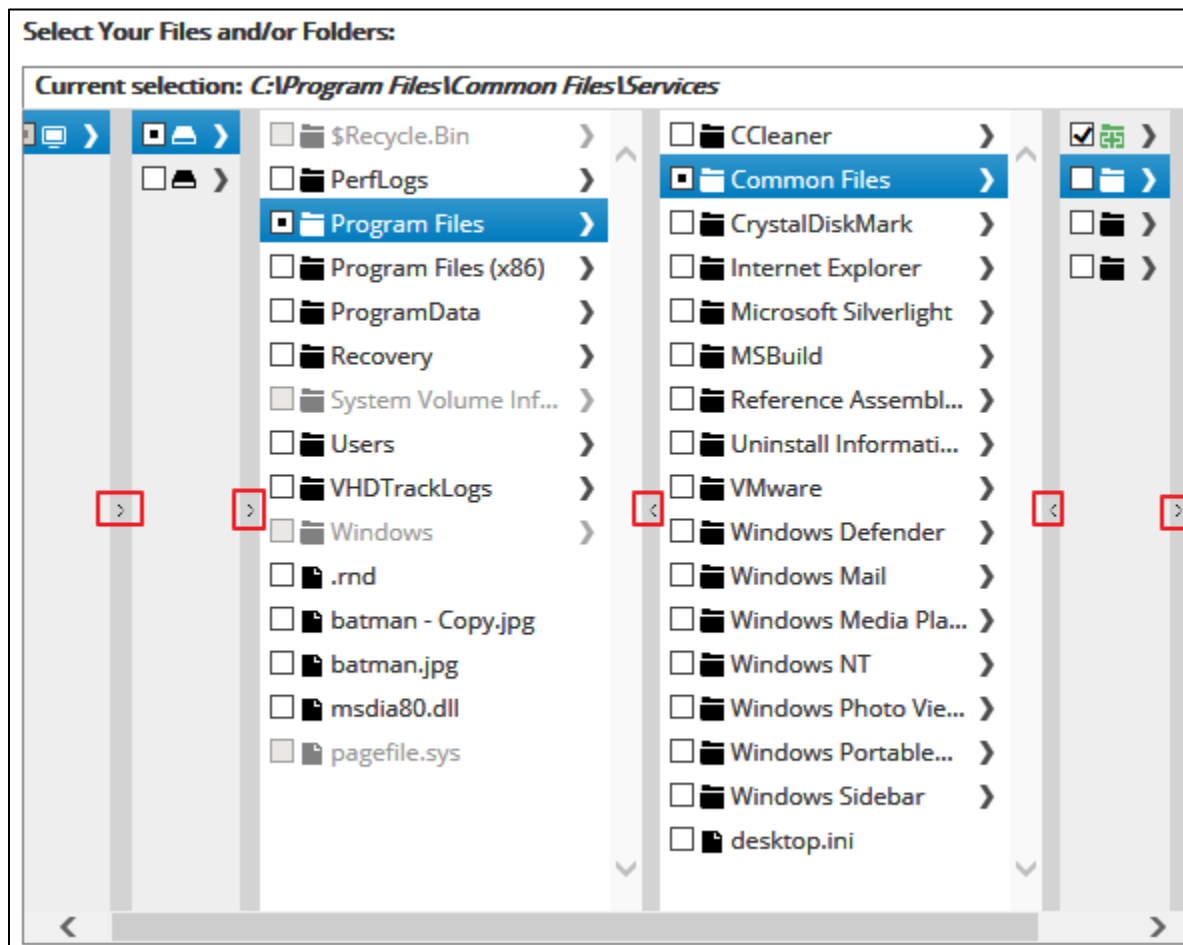 Select Your Files and/or Folders:
Current selection: C:\Program Files\Common Files\Services
$Recycle.Bin
PerfLogs
Program Files
Program Files (x86)
ProgramData
Recovery
System Volume Inf...
Users
VHDTrackLogs
Windows
.rnd
batman - Copy.jpg
batman.jpg
msdia80.dll
pagefile.sys
CCleaner
Common Files
CrystalDiskMark
Internet Explorer
Microsoft Silverlight
MSBuild
Reference Assembl...
Uninstall Informati...
VMware
Windows Defender
Windows Mail
Windows Media Pla...
Windows NT
Windows Photo Vie...
Windows Portable...
Windows Sidebar
desktop.ini